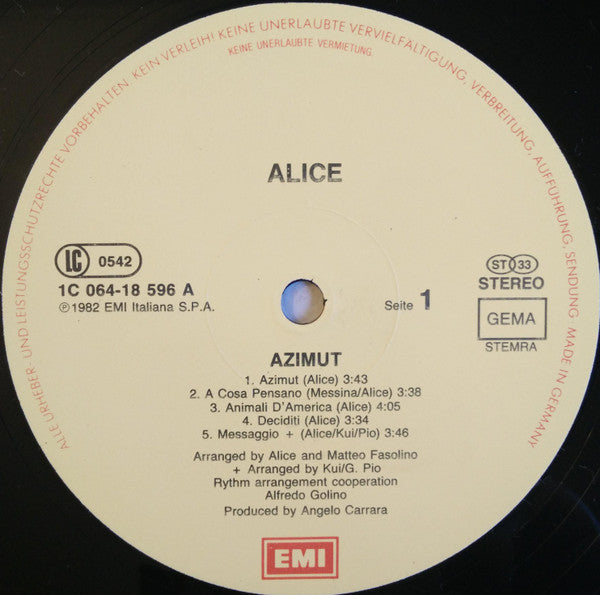 ALLE URHEBER- UND LEISTUNGSSCHUTZRECHTE VORBEHALTEN. KEIN VERLEIH! KEINE UNERLAUBTE VERVIELFÄLTIGUNG, VERBREITUNG, AUFFÜHRUNG, SENDUNG. MADE IN GERMANY
KEINE UNERLAUBTE VERMIETUNG.
ALICE
LC 0542
1C 064-18 596 A
℗1982 EMI Italiana S.P.A.
Seite 1
ST 33
STEREO
GEMA
STEMRA
AZIMUT
1. Azimut (Alice) 3:43
2. A Cosa Pensano (Messina/Alice) 3:38
3. Animali D'America (Alice) 4:05
4. Deciditi (Alice) 3:34
5. Messaggio + (Alice/Kui/Pio) 3:46
Arranged by Alice and Matteo Fasolino
+ Arranged by Kui/G. Pio
Rythm arrangement cooperation
Alfredo Golino
Produced by Angelo Carrara
EMI